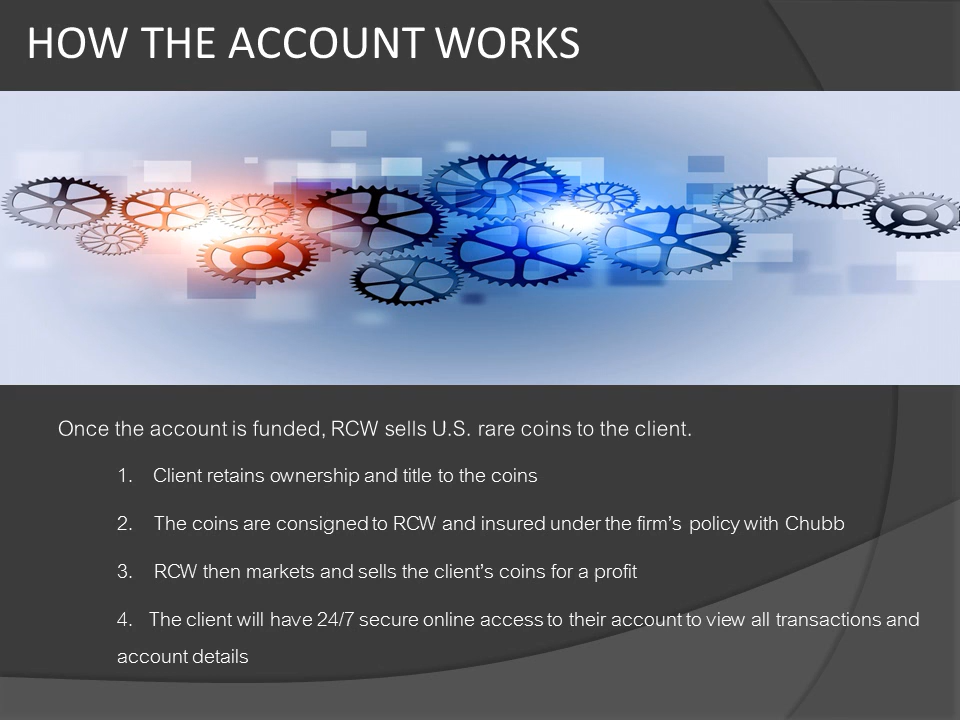 HOW THE ACCOUNT WORKS
Once the account is funded, RCW sells U.S. rare coins to the client.
1. Client retains ownership and title to the coins
2. The coins are consigned to RCW and insured under the firm’s policy with Chubb
3. RCW then markets and sells the client’s coins for a profit
4. The client will have 24/7 secure online access to their account to view all transactions and
account details